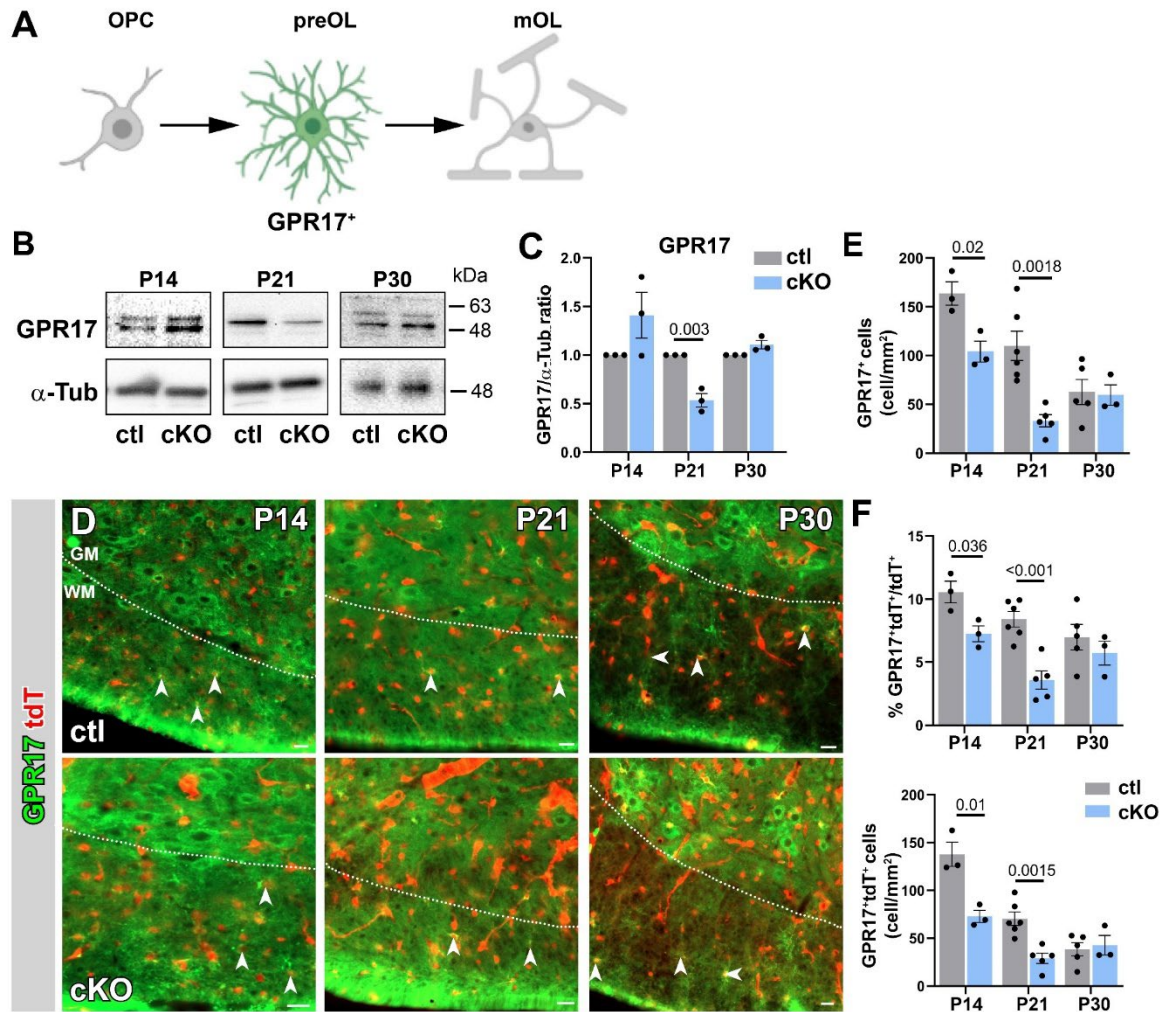 A
OPC
preOL
mOL
GPR17⁺
B
P14
P21
P30
kDa
GPR17
63
48
α-Tub
48
ctl
cKO
ctl
cKO
ctl
cKO
C
GPR17
ctl
cKO
GPR17/α-Tub ratio
2.0
1.5
1.0
0.5
0.0
0.003
P14
P21
P30
E
GPR17⁺ cells
(cell/mm²)
200
150
100
50
0
0.02
0.0018
P14
P21
P30
GPR17 tdT
D
P14
P21
P30
GM
WM
ctl
cKO
F
% GPR17⁺tdT⁺/tdT⁺
15
10
5
0
0.036
<0.001
P14
P21
P30
ctl
cKO
GPR17⁺tdT⁺ cells
(cell/mm²)
200
150
100
50
0
0.01
0.0015
P14
P21
P30